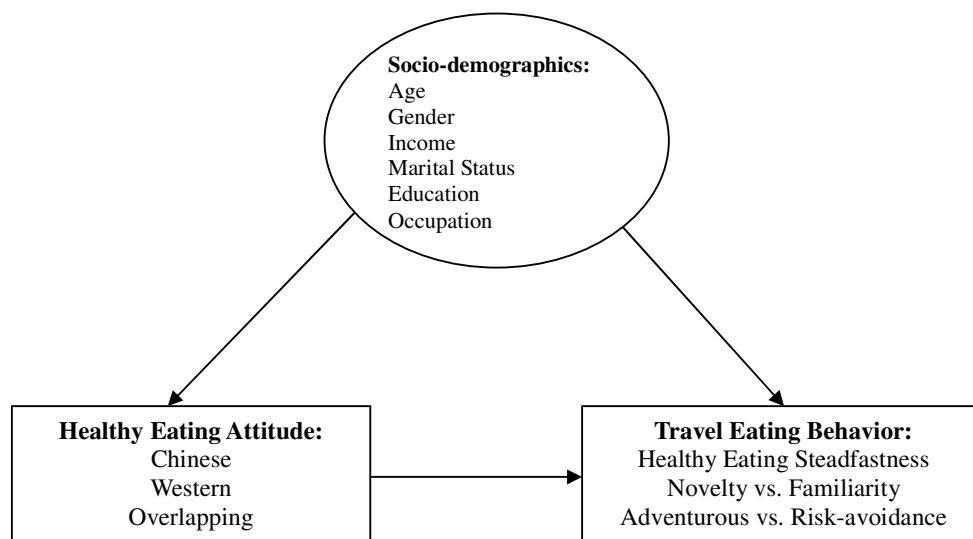 Socio-demographics:
Age
Gender
Income
Marital Status
Education
Occupation
Healthy Eating Attitude:
Chinese
Western
Overlapping
Travel Eating Behavior:
Healthy Eating Steadfastness
Novelty vs. Familiarity
Adventurous vs. Risk-avoidance